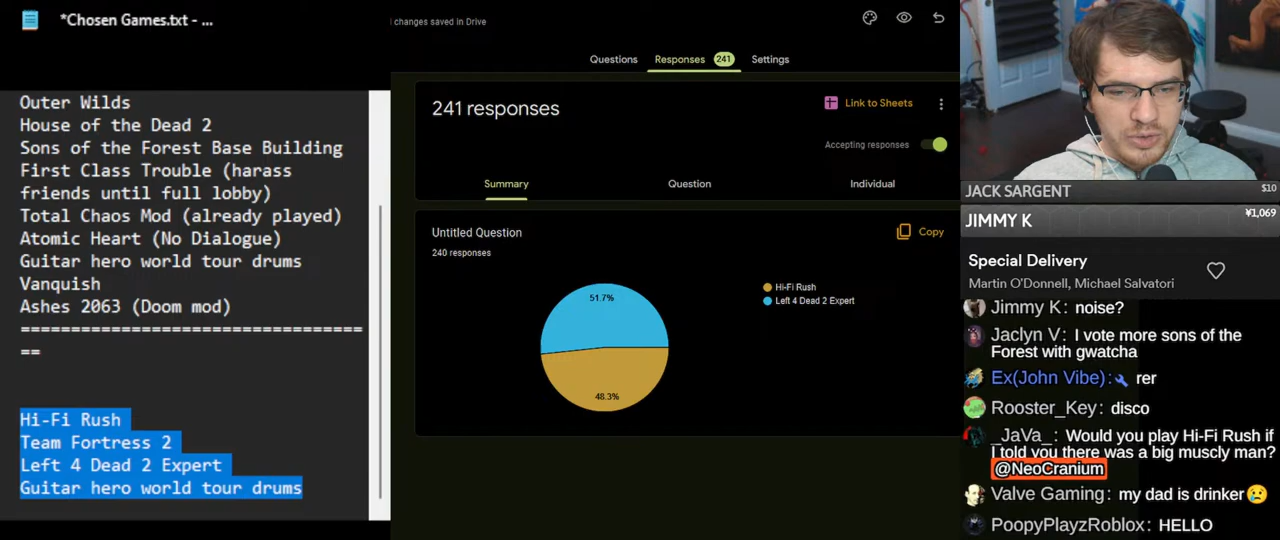 *Chosen Games.txt - ...
Outer Wilds
House of the Dead 2
Sons of the Forest Base Building
First Class Trouble (harass
friends until full lobby)
Total Chaos Mod (already played)
Atomic Heart (No Dialogue)
Guitar hero world tour drums
Vanquish
Ashes 2063 (Doom mod)
=================================
==
Hi-Fi Rush
Team Fortress 2
Left 4 Dead 2 Expert
Guitar hero world tour drums
changes saved in Drive
Questions
Responses 241
Settings
241 responses
Link to Sheets
Accepting responses
Summary
Question
Individual
Untitled Question
Copy
240 responses
51.7%
48.3%
Hi-Fi Rush
Left 4 Dead 2 Expert
JACK SARGENT $10
JIMMY K ¥1,069
Special Delivery
Martin O'Donnell, Michael Salvatori
Jimmy K: noise?
Jaclyn V: I vote more sons of the
Forest with gwatcha
Ex(John Vibe): rer
Rooster_Key: disco
_JaVa_: Would you play Hi-Fi Rush if
I told you there was a big muscly man?
@NeoCranium
Valve Gaming: my dad is drinker😢
PoopyPlayzRoblox: HELLO